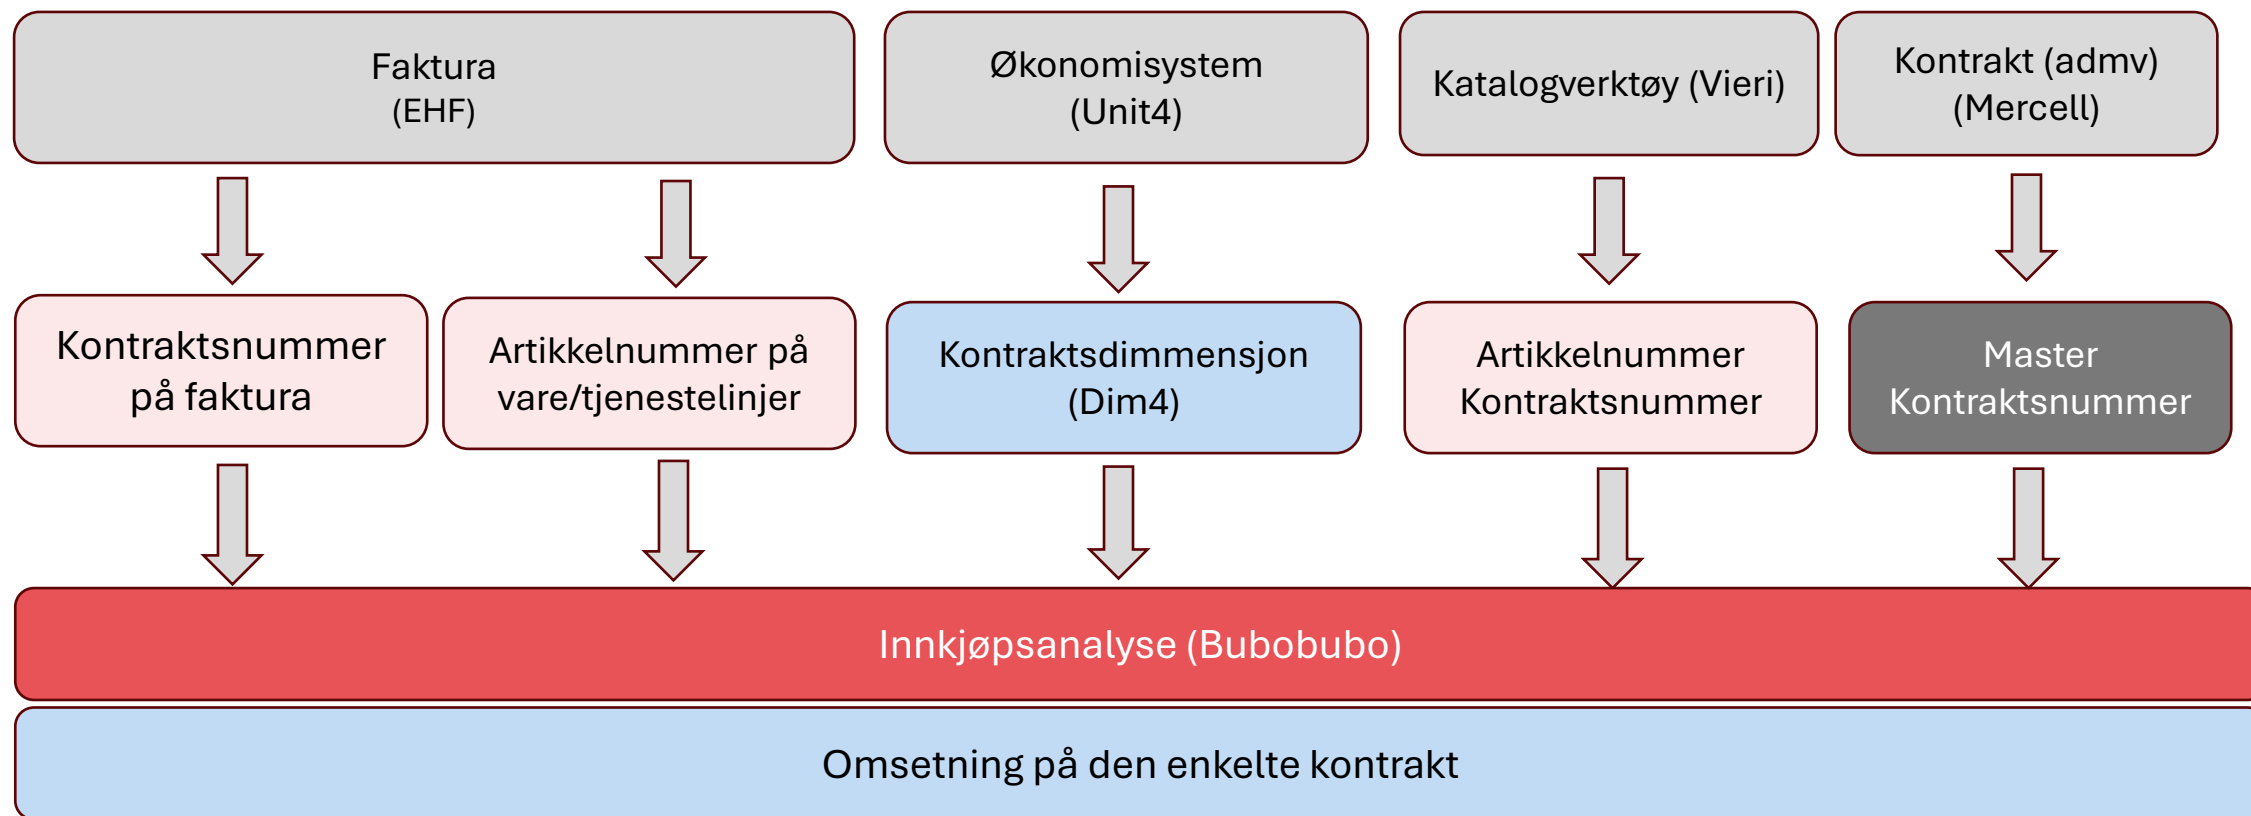 Faktura
(EHF)
Økonomisystem
(Unit4)
Katalogverktøy (Vieri)
Kontrakt (admv)
(Mercell)
Kontraktsnummer
på faktura
Artikkelnummer på
vare/tjenestelinjer
Kontraktsdimmensjon
(Dim4)
Artikkelnummer
Kontraktsnummer
Master
Kontraktsnummer
Innkjøpsanalyse (Bubobubo)
Omsetning på den enkelte kontrakt